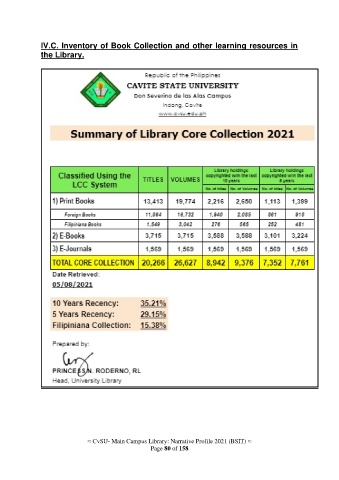 IV.C. Inventory of Book Collection and other learning resources in
the Library.
Republic of the Philippines
CAVITE STATE UNIVERSITY
Don Severino de las Alas Campus
Indang, Cavite
www.cvsu.edu.ph
Summary of Library Core Collection 2021
Classified Using the LCC System TITLES VOLUMES Library holdings copyrighted with the last 10 years Library holdings copyrighted with the last 5 years
No. of titles No. of Volumes No. of titles No. of Volumes
1) Print Books 13,413 19,774 2,216 2,650 1,113 1,399
Foreign Books 11,864 16,732 1,940 2,085 861 918
Filipiniana Books 1,549 3,042 276 565 252 481
2) E-Books 3,715 3,715 3,588 3,588 3,101 3,224
3) E-Journals 1,569 1,569 1,569 1,569 1,569 1,569
TOTAL CORE COLLECTION 20,266 26,627 8,942 9,376 7,352 7,761
Date Retrieved:
05/08/2021
10 Years Recency: 35.21%
5 Years Recency: 29.15%
Filipiniana Collection: 15.38%
Prepared by:
PRINCESS N. RODERNO, RL
Head, University Library
≈ CvSU- Main Campus Library: Narrative Profile 2021 (BSIT) ≈
Page 80 of 158